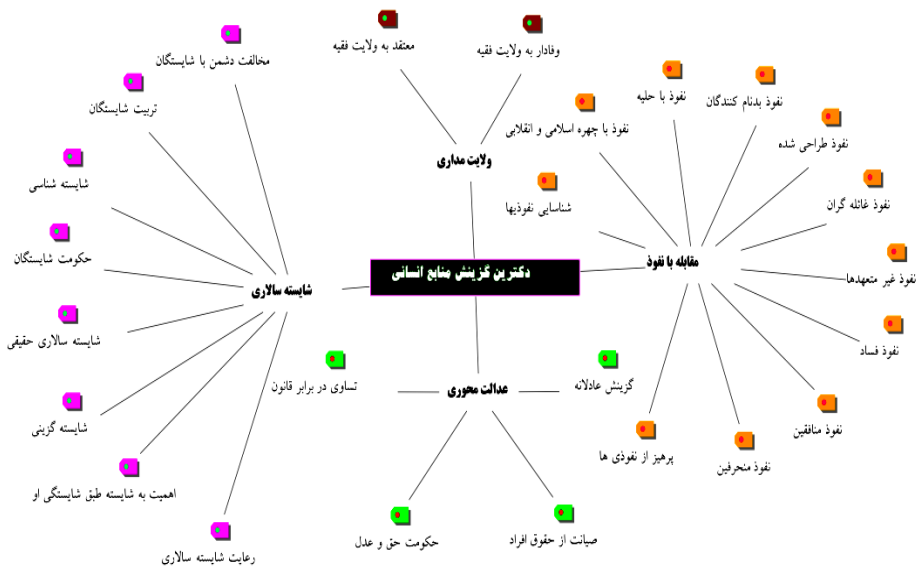 دکترین گزینش منابع انسانی
ولایت مداری
معتقد به ولایت فقیه
وفادار به ولایت فقیه
مقابله با نفوذ
شناسایی نفوذیها
نفوذ با چهره اسلامی و انقلابی
نفوذ با حلیه
نفوذ بدنام کنندگان
نفوذ طراحی شده
نفوذ غائله گران
نفوذ غیر متعهدها
نفوذ فساد
نفوذ منافقین
نفوذ منحرفین
پرهیز از نفوذی ها
عدالت محوری
گزینش عادلانه
صیانت از حقوق افراد
حکومت حق و عدل
تساوی در برابر قانون
شایسته سالاری
مخالفت دشمن با شایستگان
تربیت شایستگان
شایسته شناسی
حکومت شایستگان
شایسته سالاری حقیقی
شایسته گزینی
اهمیت به شایسته طبق شایستگی او
رعایت شایسته سالاری